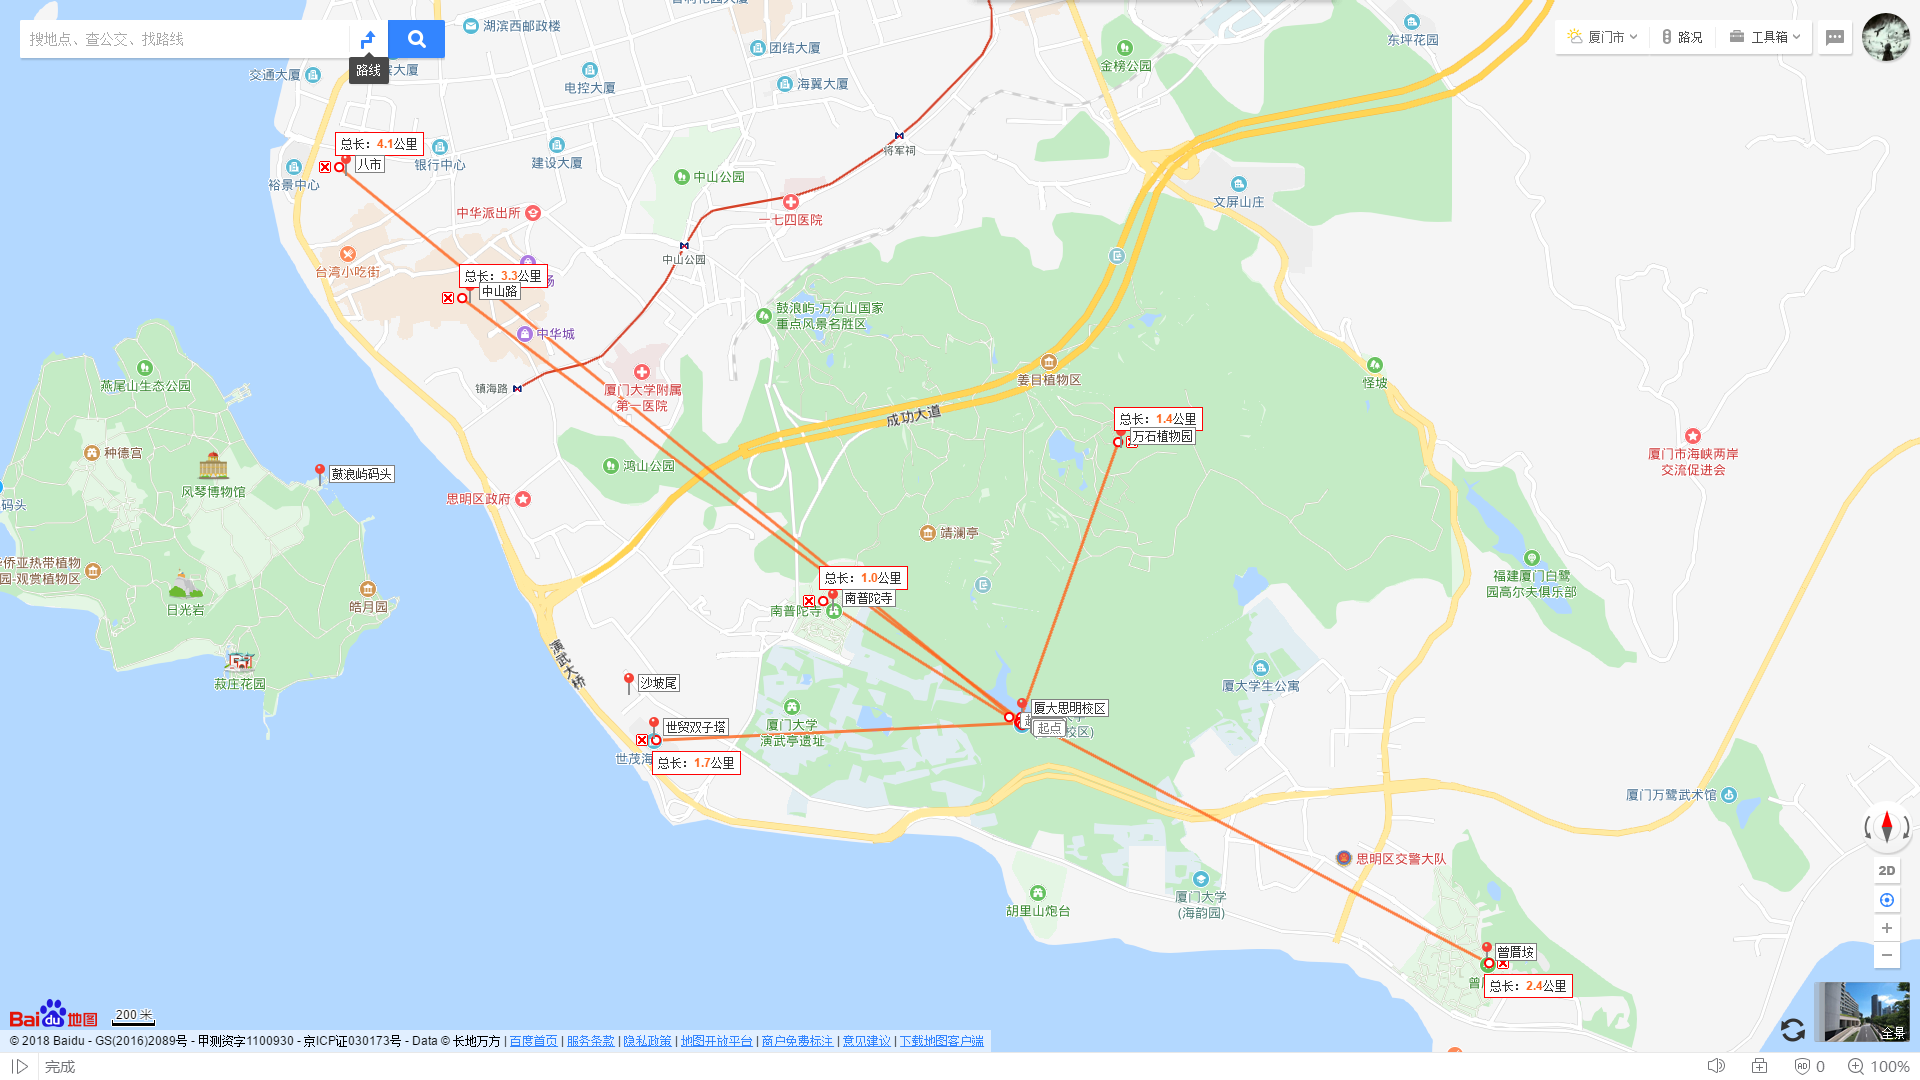 搜地点、查公交、找路线
路线
厦门市
路况
工具箱
湖滨西邮政楼
团结大厦
东坪花园
金榜公园
交通大厦
大厦
电控大厦
海翼大厦
总长：4.1公里
八市
银行中心
建设大厦
将军祠
裕景中心
中山公园
文屏山庄
中华派出所
一七四医院
台湾小吃街
中山公园
总长：3.3公里
中山路
中华城
鼓浪屿-万石山国家
重点风景名胜区
燕尾山生态公园
镇海路
厦门大学附属
第一医院
姜目植物区
怪坡
成功大道
总长：1.4公里
万石植物园
种德宫
风琴博物馆
鼓浪屿码头
鸿山公园
思明区政府
厦门市海峡两岸
交流促进会
码头
靖澜亭
华侨亚热带植物
园-观赏植物区
日光岩
皓月园
总长：1.0公里
南普陀寺
南普陀寺
福建厦门白鹭
园高尔夫俱乐部
演武大桥
菽庄花园
沙坡尾
厦大学生公寓
世贸双子塔
厦门大学
演武亭遗址
厦大思明校区
起点
校区)
世茂海
总长：1.7公里
厦门万鹭武术馆
思明区交警大队
厦门大学
(海韵园)
胡里山炮台
曾厝垵
总长：2.4公里
2D
全景
Bai du 地图
200 米
© 2018 Baidu - GS(2016)2089号 - 甲测资字1100930 - 京ICP证030173号 - Data © 长地万方 | 百度首页 | 服务条款 | 隐私政策 | 地图开放平台 | 商户免费标注 | 意见建议 | 下载地图客户端
完成
AD 0
100%